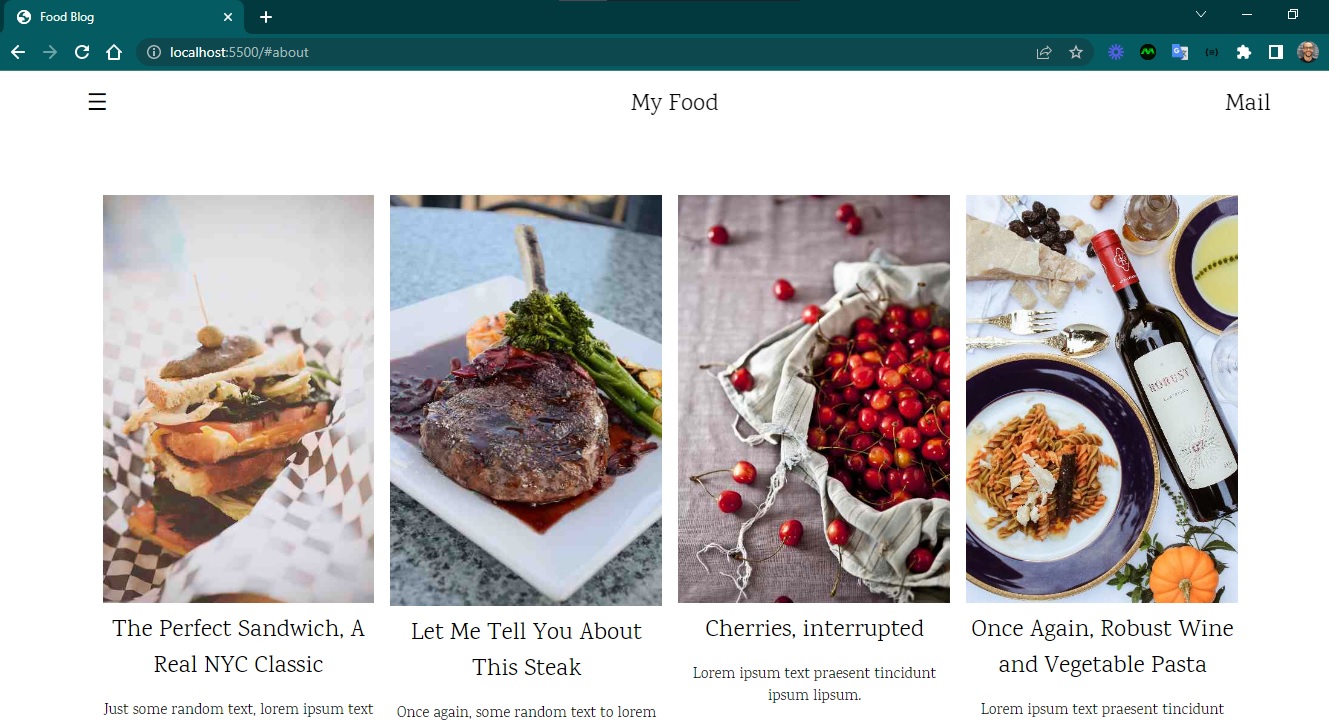 Food Blog
localhost:5500/#about
My Food
Mail
ROBUST
The Perfect Sandwich, A
Real NYC Classic
Just some random text, lorem ipsum text
Let Me Tell You About
This Steak
Once again, some random text to lorem
Cherries, interrupted
Lorem ipsum text praesent tincidunt
ipsum lipsum.
Once Again, Robust Wine
and Vegetable Pasta
Lorem ipsum text praesent tincidunt